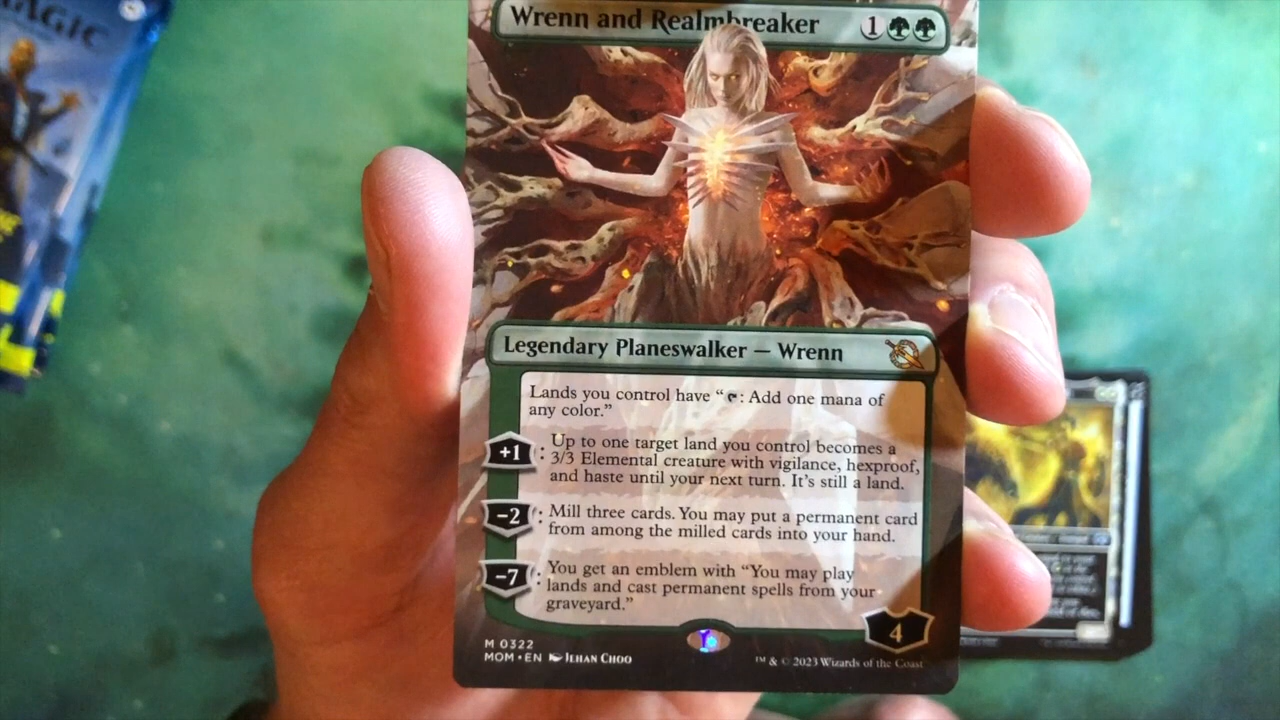 AGIC
Wrenn and Realmbreaker 1
Legendary Planeswalker — Wrenn
Lands you control have “: Add one mana of
any color.”
+1: Up to one target land you control becomes a
3/3 Elemental creature with vigilance, hexproof,
and haste until your next turn. It's still a land.
−2: Mill three cards. You may put a permanent card
from among the milled cards into your hand.
−7: You get an emblem with “You may play
lands and cast permanent spells from your
graveyard.”
4
M 0322
MOM • EN Jehan Choo
™ & © 2023 Wizards of the Coast